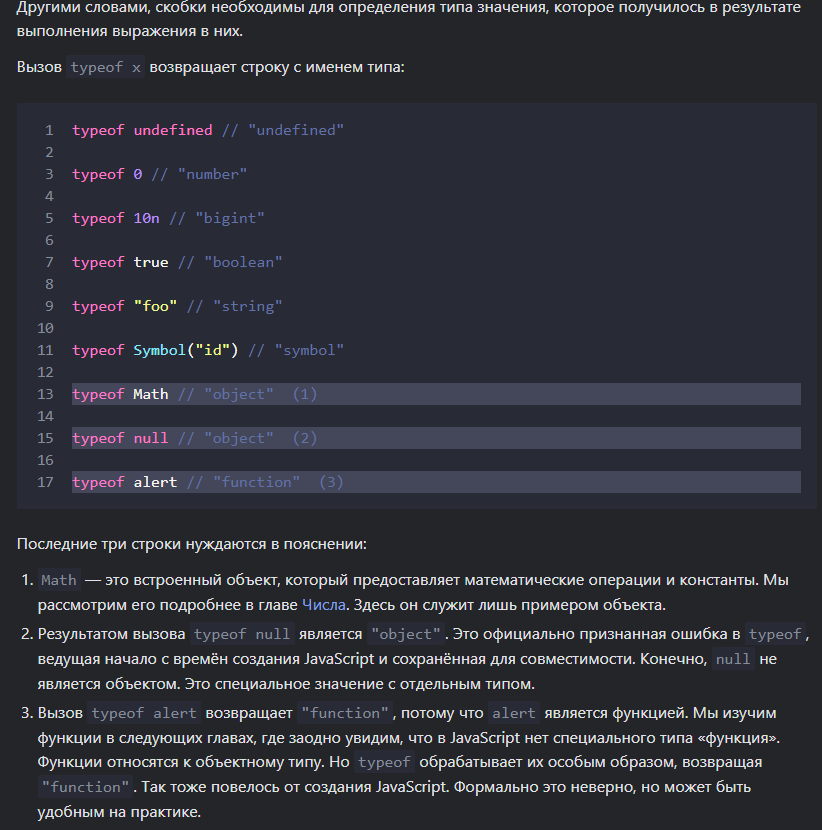 Другими словами, скобки необходимы для определения типа значения, которое получилось в результате
выполнения выражения в них.
Вызов typeof x возвращает строку с именем типа:
1 typeof undefined // "undefined"
2
3 typeof 0 // "number"
4
5 typeof 10n // "bigint"
6
7 typeof true // "boolean"
8
9 typeof "foo" // "string"
10
11 typeof Symbol("id") // "symbol"
12
13 typeof Math // "object"  (1)
14
15 typeof null // "object"  (2)
16
17 typeof alert // "function"  (3)
Последние три строки нуждаются в пояснении:
1. Math — это встроенный объект, который предоставляет математические операции и константы. Мы
рассмотрим его подробнее в главе Числа. Здесь он служит лишь примером объекта.
2. Результатом вызова typeof null является "object". Это официально признанная ошибка в typeof,
ведущая начало с времён создания JavaScript и сохранённая для совместимости. Конечно, null не
является объектом. Это специальное значение с отдельным типом.
3. Вызов typeof alert возвращает "function", потому что alert является функцией. Мы изучим
функции в следующих главах, где заодно увидим, что в JavaScript нет специального типа «функция».
Функции относятся к объектному типу. Но typeof обрабатывает их особым образом, возвращая
"function". Так тоже повелось от создания JavaScript. Формально это неверно, но может быть
удобным на практике.